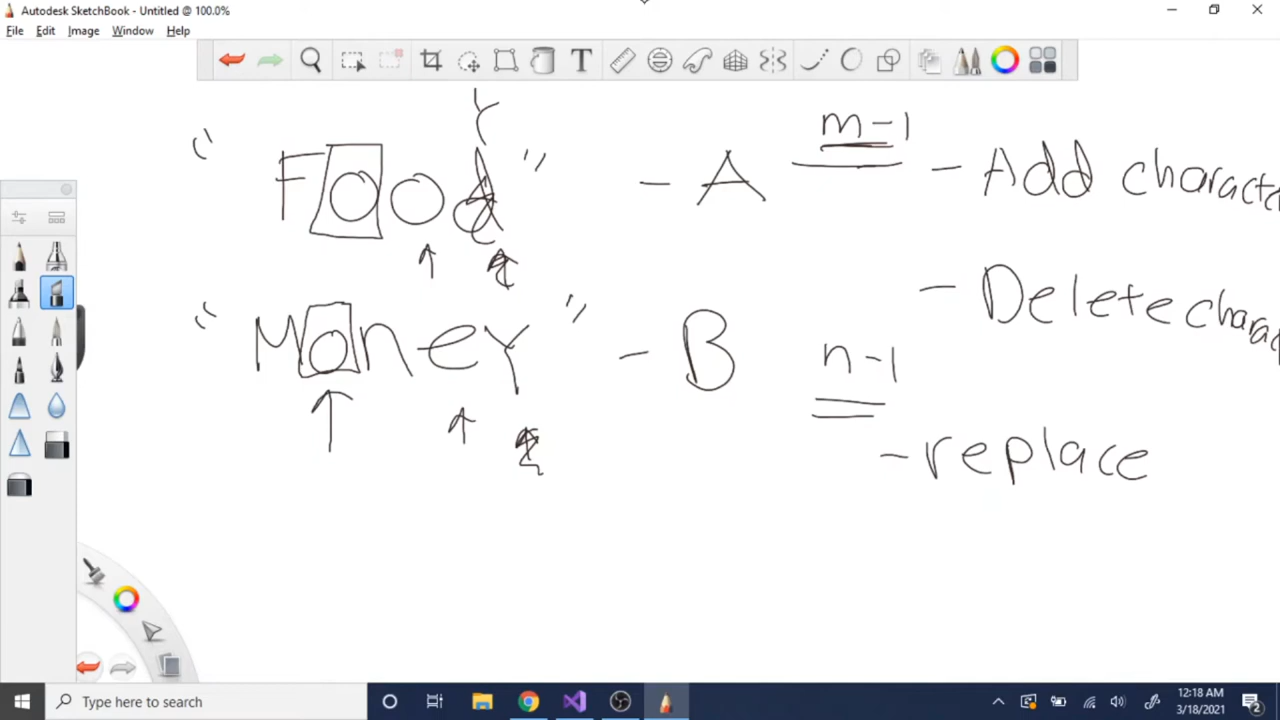 Autodesk SketchBook - Untitled @ 100.0%
File Edit Image Window Help
T
Y
"Food" - A m-1 - Add characte
- Delete chara
"Money" - B n-1
- replace
Type here to search
12:18 AM
3/18/2021
2